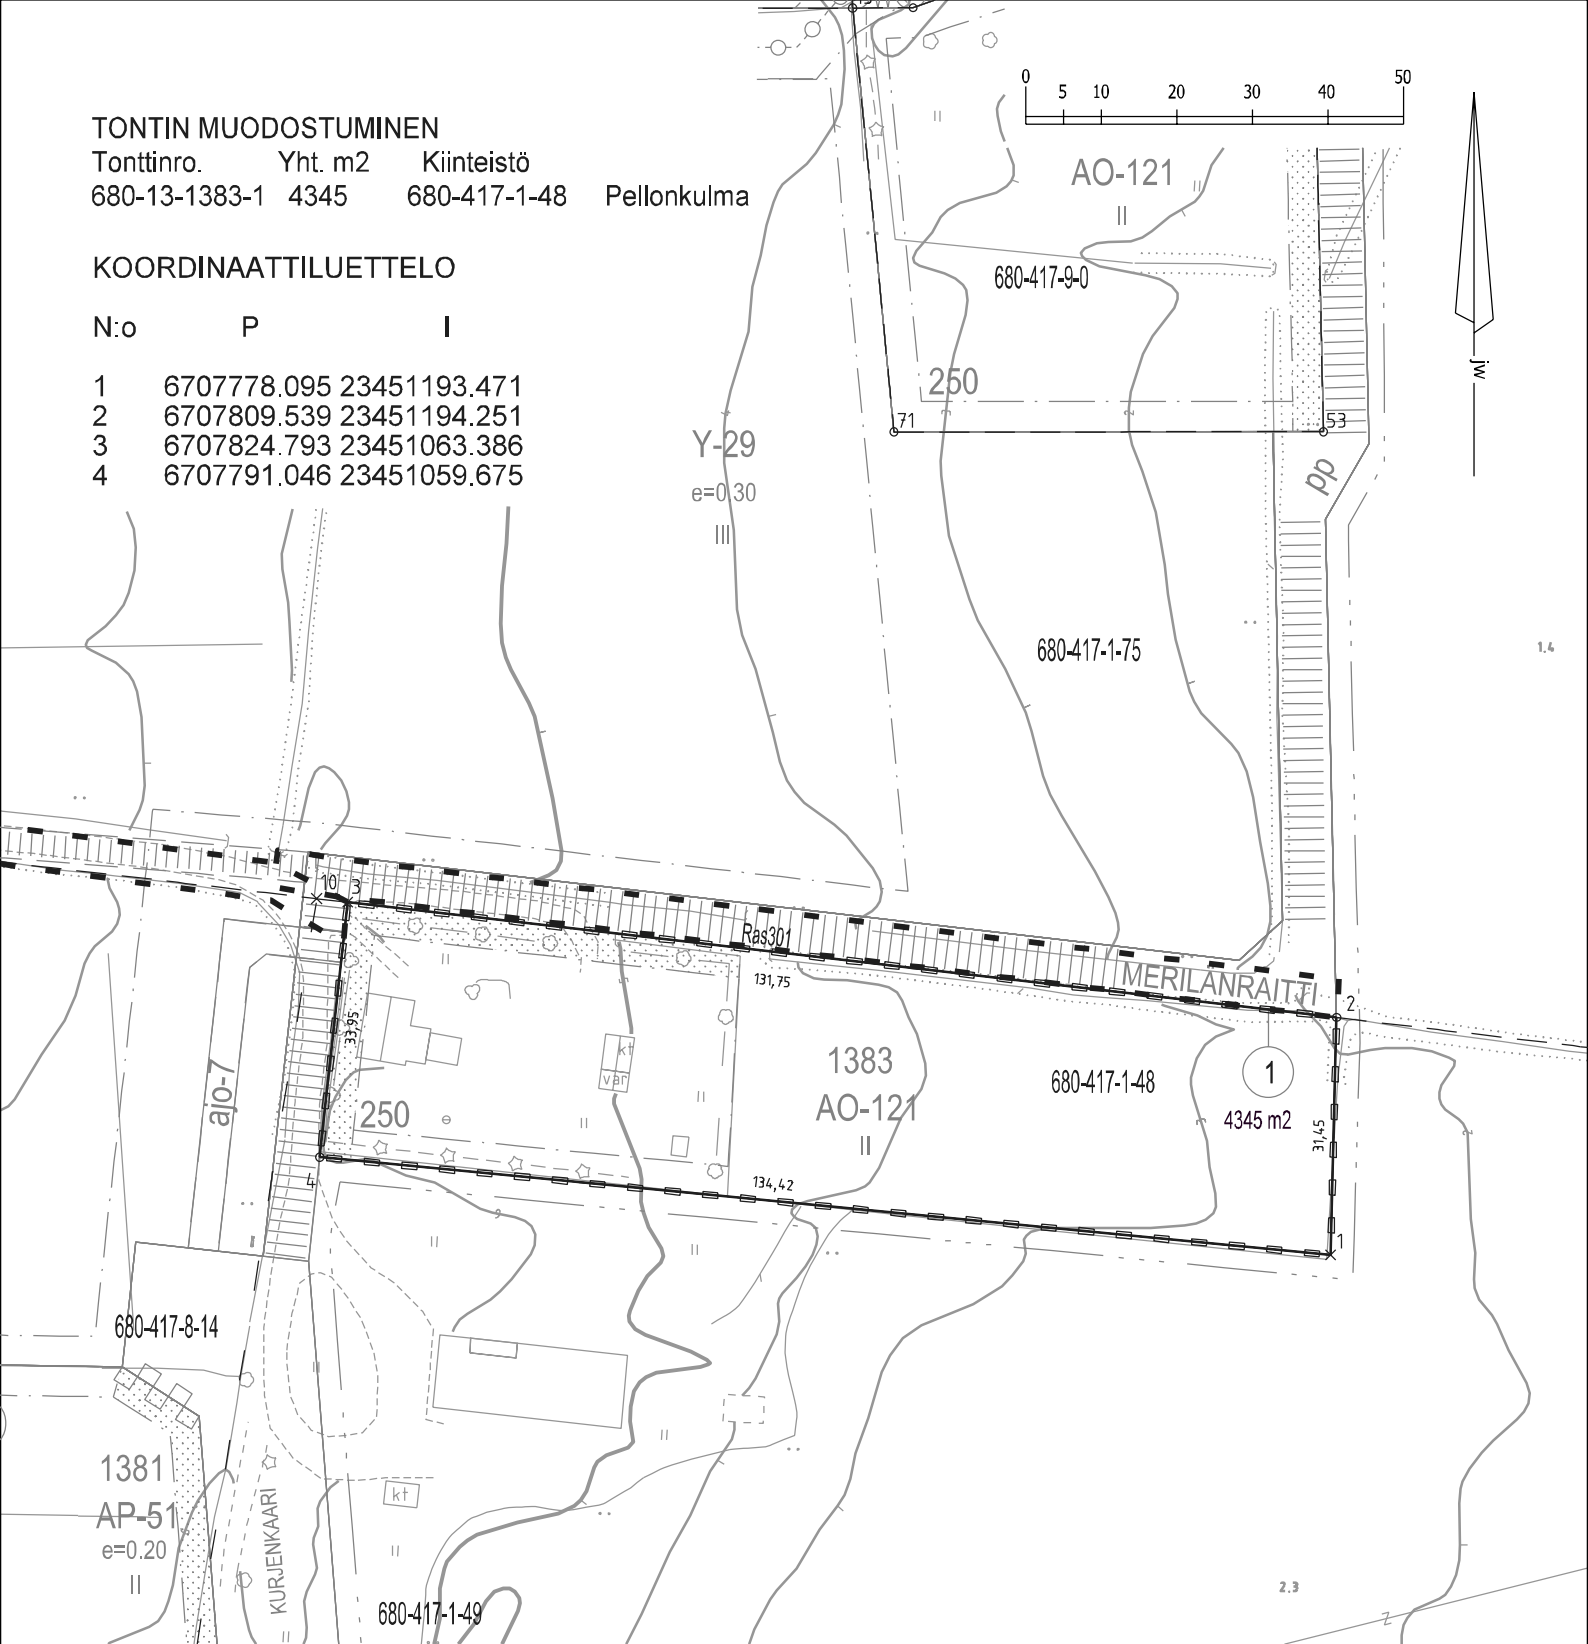 TONTIN MUODOSTUMINEN
Tonttinro. Yht. m2 Kiinteistö
680-13-1383-1 4345 680-417-1-48 Pellonkulma
KOORDINAATTILUETTELO
N:o P I
1 6707778.095 23451193.471
2 6707809.539 23451194.251
3 6707824.793 23451063.386
4 6707791.046 23451059.675
0 5 10 20 30 40 50
jw
AO-121
II
680-417-9-0
250
71
53
pp
Y-29
e=0.30
III
680-417-1-75
1.4
10
3
Ras301
MERILANRAITTI
131,75
2
33,95
kt
var
1383
AO-121
II
680-417-1-48
1
4345 m2
31,45
ajo-7
250
4
134,42
1
680-417-8-14
1381
AP-51
e=0.20
II
KURJENKAARI
kt
680-417-1-49
2.3